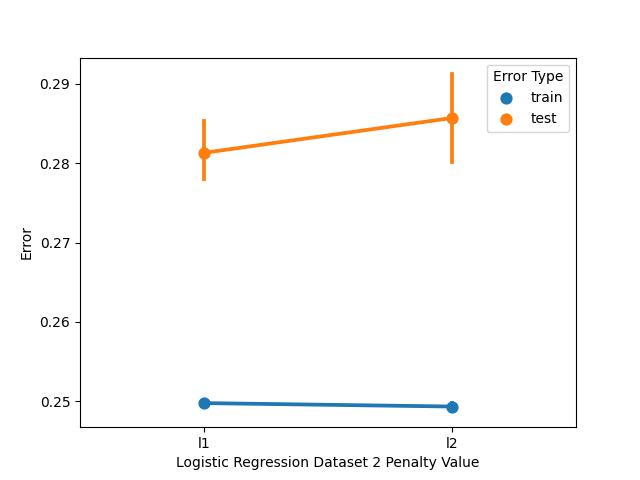 Error Type
train
test
0.29
0.28
0.27
0.26
0.25
Error
l1
l2
Logistic Regression Dataset 2 Penalty Value